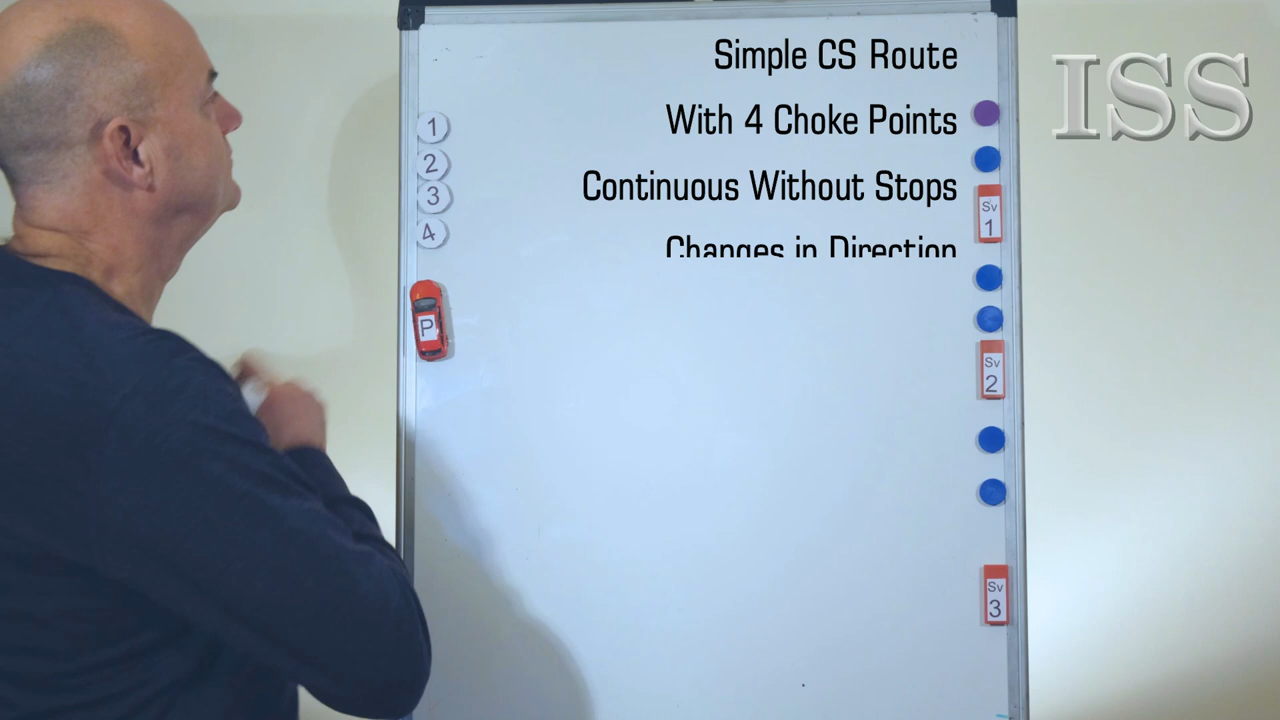 Simple CS Route
With 4 Choke Points
Continuous Without Stops
Changes in Direction
ISS
1
2
3
4
P
Sv
1
Sv
2
Sv
3